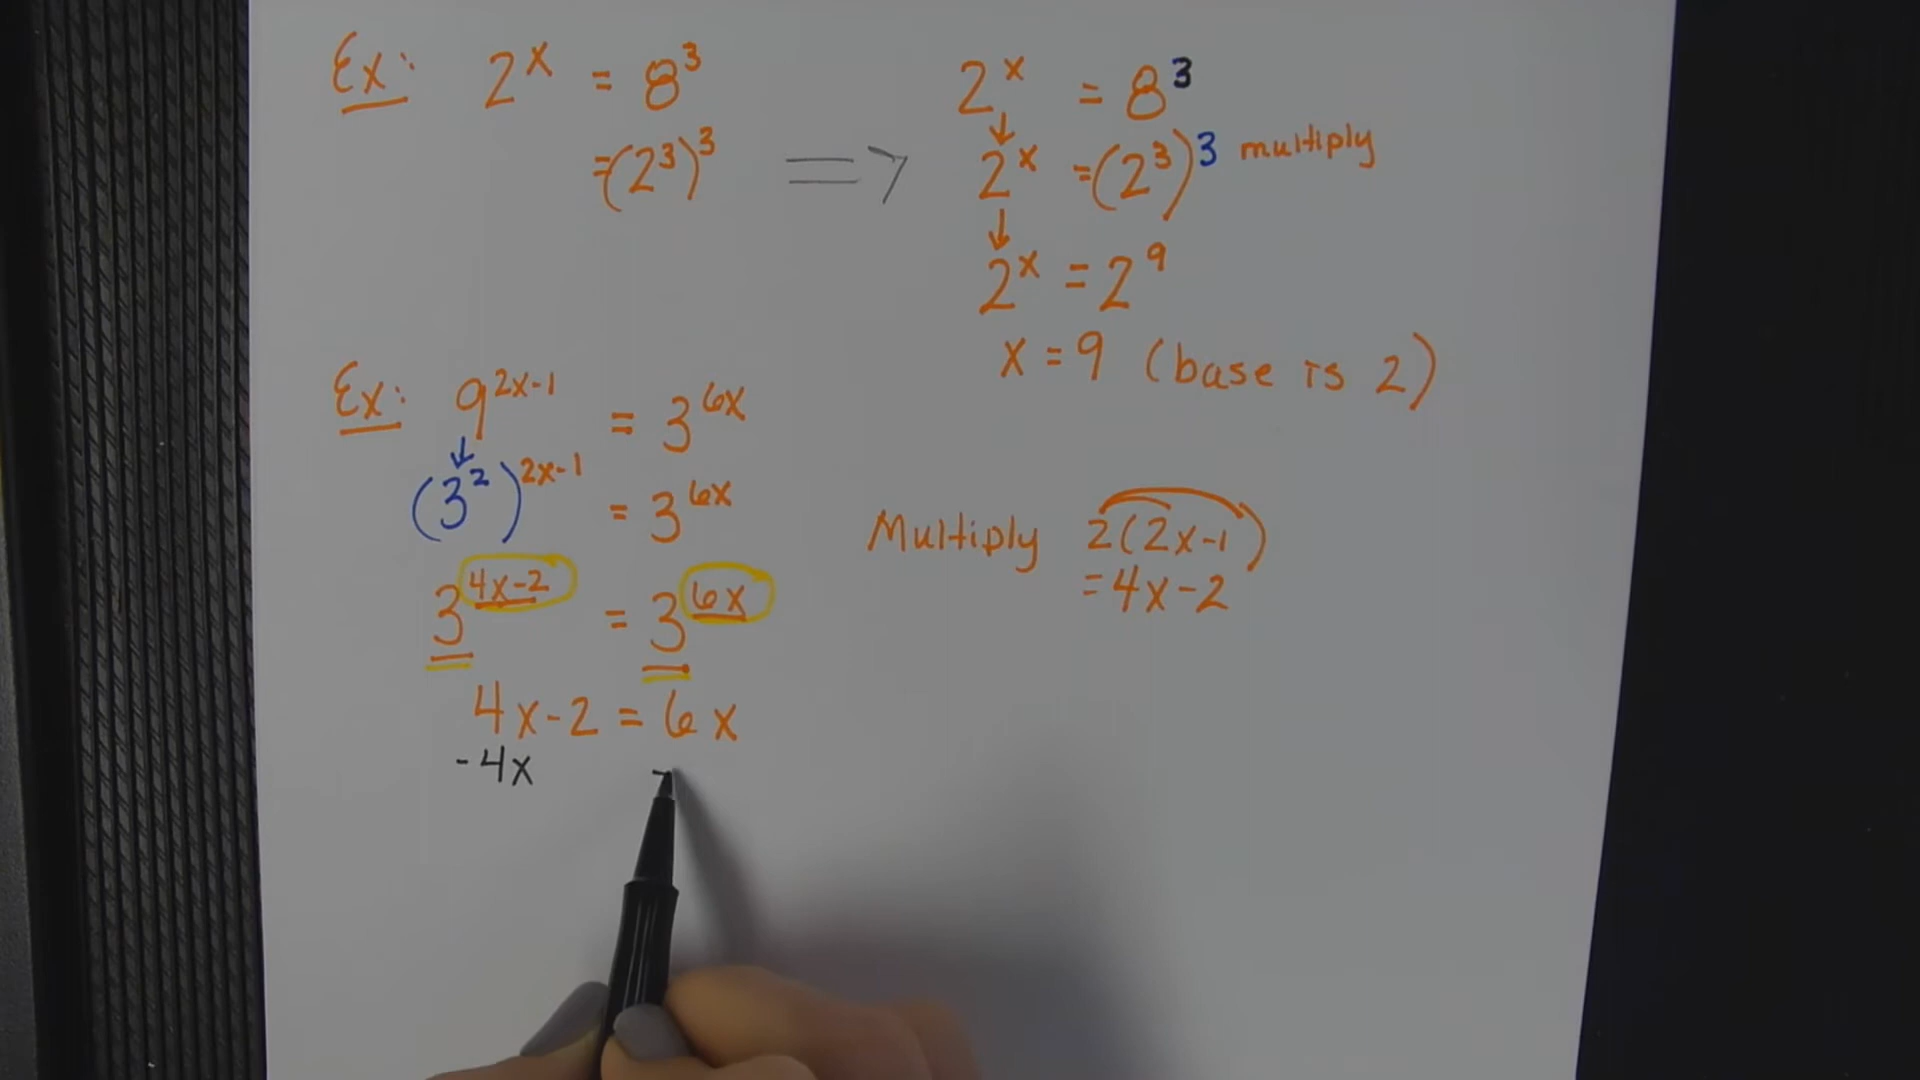 Ex: 2^x = 8^3
=(2^3)^3 =>
2^x = 8^3
↓
2^x = (2^3)^3 multiply
↓
2^x = 2^9
x = 9 (base is 2)
Ex: 9^(2x-1) = 3^(6x)
↓
(3^2)^(2x-1) = 3^(6x)
3^(4x-2) = 3^(6x)
4x-2 = 6x
-4x -
Multiply 2(2x-1)
=4x-2